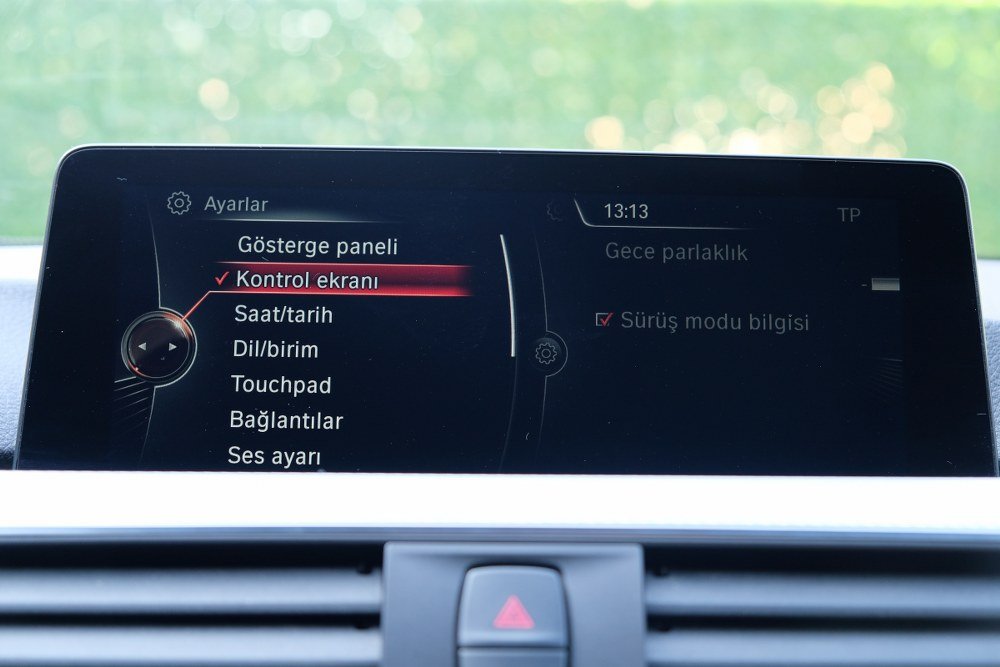 Ayarlar
13:13
TP
Gösterge paneli
Kontrol ekranı
Saat/tarih
Dil/birim
Touchpad
Bağlantılar
Ses ayarı
Gece parlaklık
Sürüş modu bilgisi